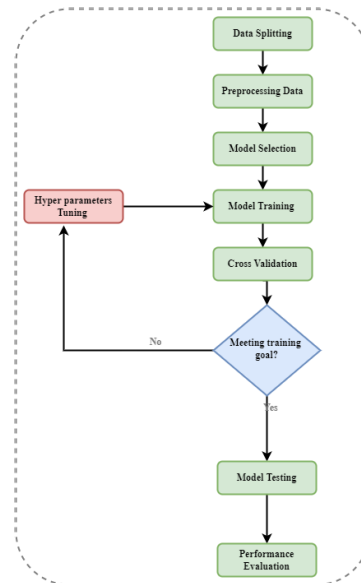 Data Splitting
Preprocessing Data
Model Selection
Hyper parameters
Tuning
Model Training
Cross Validation
Meeting training
goal?
No
Yes
Model Testing
Performance
Evaluation